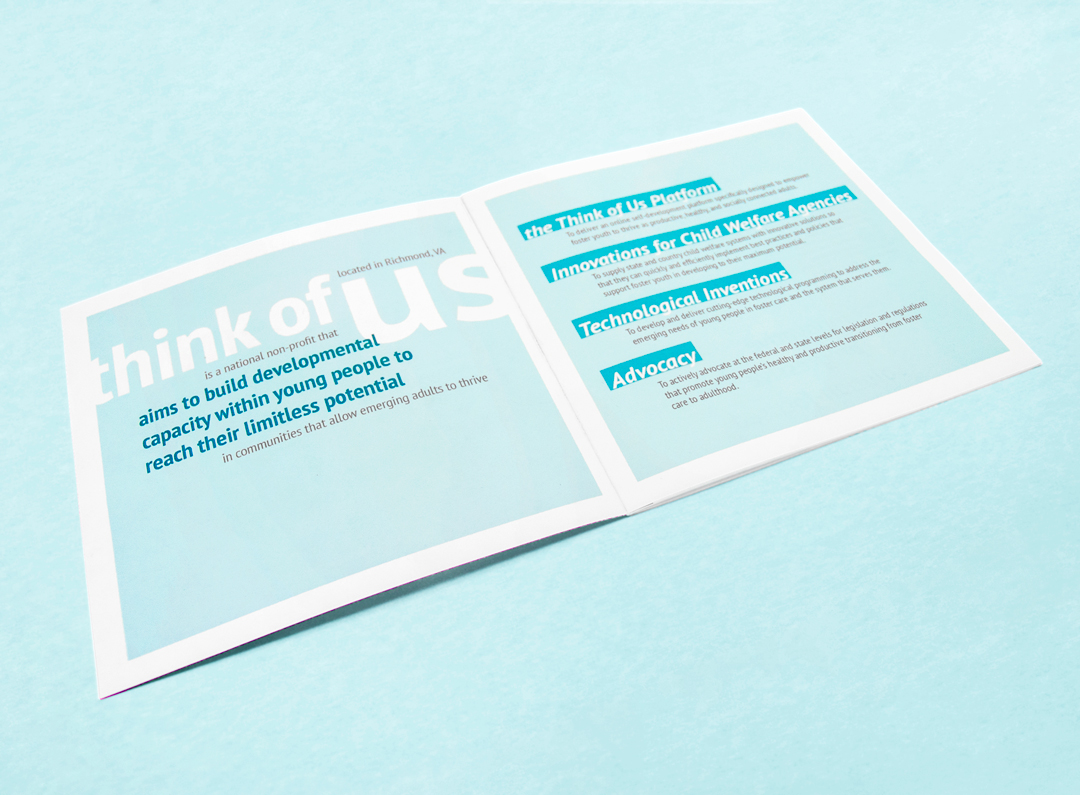 located in Richmond, VA
think of us
is a national non-profit that
aims to build developmental
capacity within young people to
reach their limitless potential
in communities that allow emerging adults to thrive
the Think of Us Platform
To deliver an online self-development platform specifically designed to empower
foster youth to thrive as productive, healthy, and socially connected adults.
Innovations for Child Welfare Agencies
To supply state and country child welfare systems with innovative solutions so
that they can quickly and efficiently implement best practices and policies that
support foster youth in developing to their maximum potential.
Technological Inventions
To develop and deliver cutting-edge technological programming to address the
emerging needs of young people in foster care and the system that serves them.
Advocacy
To actively advocate at the federal and state levels for legislation and regulations
that promote young people's healthy and productive transitioning from foster
care to adulthood.